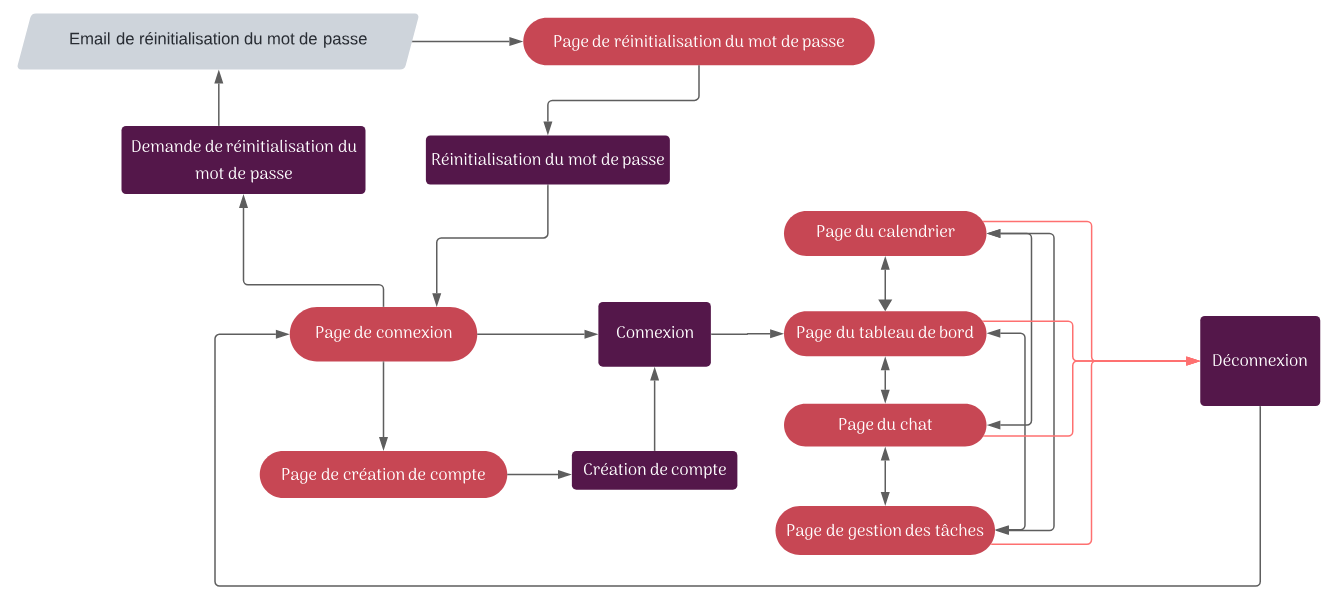 Email de réinitialisation du mot de passe
Page de réinitialisation du mot de passe
Demande de réinitialisation du
mot de passe
Réinitialisation du mot de passe
Page du calendrier
Page de connexion
Connexion
Page du tableau de bord
Déconnexion
Page du chat
Page de création de compte
Création de compte
Page de gestion des tâches